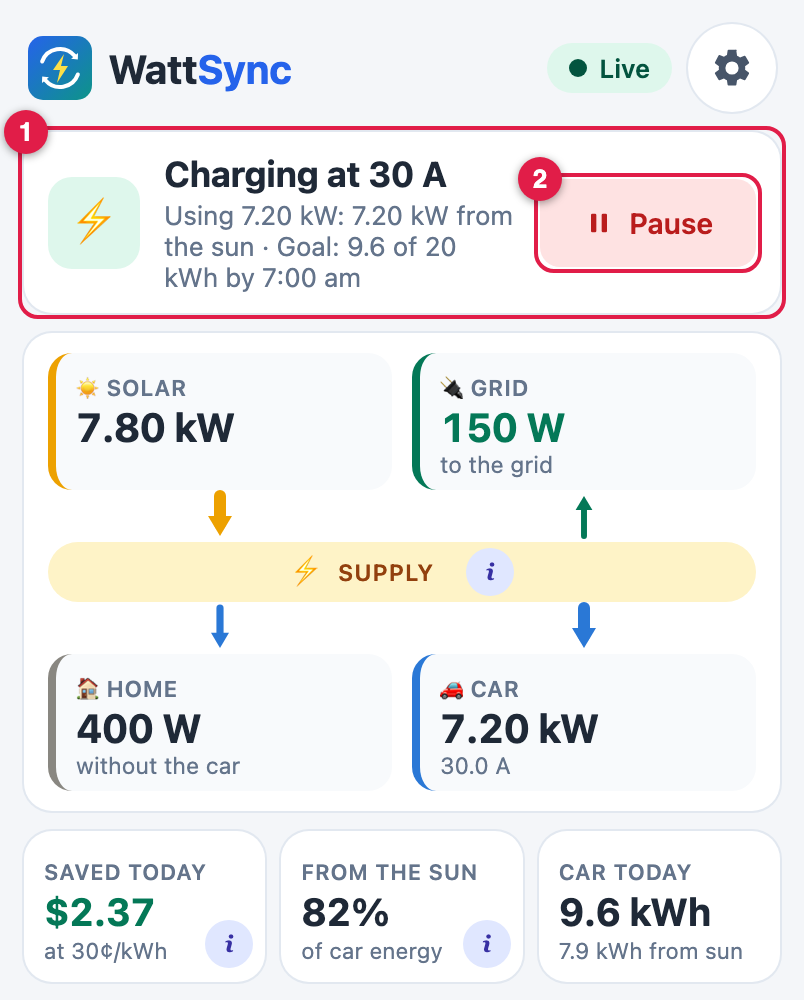 WattSync
Live
1
Charging at 30 A
2
Using 7.20 kW: 7.20 kW from
the sun · Goal: 9.6 of 20
kWh by 7:00 am
Pause
SOLAR
7.80 kW
GRID
150 W
to the grid
SUPPLY
i
HOME
400 W
without the car
CAR
7.20 kW
30.0 A
SAVED TODAY
$2.37
at 30¢/kWh
i
FROM THE SUN
82%
of car energy
i
CAR TODAY
9.6 kWh
7.9 kWh from sun